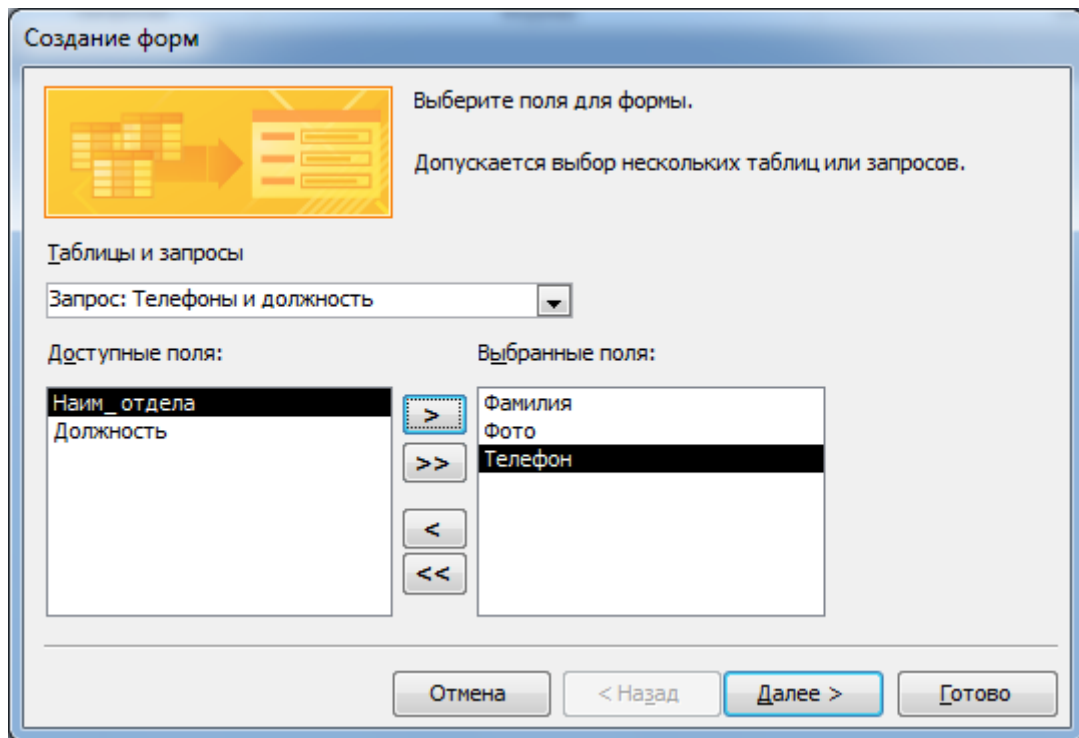 Создание форм
Выберите поля для формы.
Допускается выбор нескольких таблиц или запросов.
Таблицы и запросы
Запрос: Телефоны и должность
Доступные поля:
Выбранные поля:
Наим_отдела
Должность
>
>>
<
<<
Фамилия
Фото
Телефон
Отмена
< Назад
Далее >
Готово